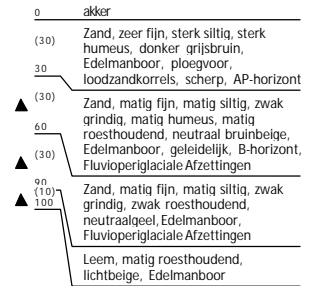 0 akker
(30) Zand, zeer fijn, sterk siltig, sterk
humeus, donker grijsbruin,
Edelmanboor, ploegvoor,
30 loodzandkorrels, scherp, AP-horizont
(30) Zand, matig fijn, matig siltig, zwak
grindig, matig humeus, matig
60 roesthoudend, neutraal bruinbeige,
Edelmanboor, geleidelijk, B-horizont,
(30) Fluvioperiglaciale Afzettingen
90 Zand, matig fijn, matig siltig, zwak
(10) grindig, zwak roesthoudend,
100 neutraalgeel, Edelmanboor,
Fluvioperiglaciale Afzettingen
Leem, matig roesthoudend,
lichtbeige, Edelmanboor